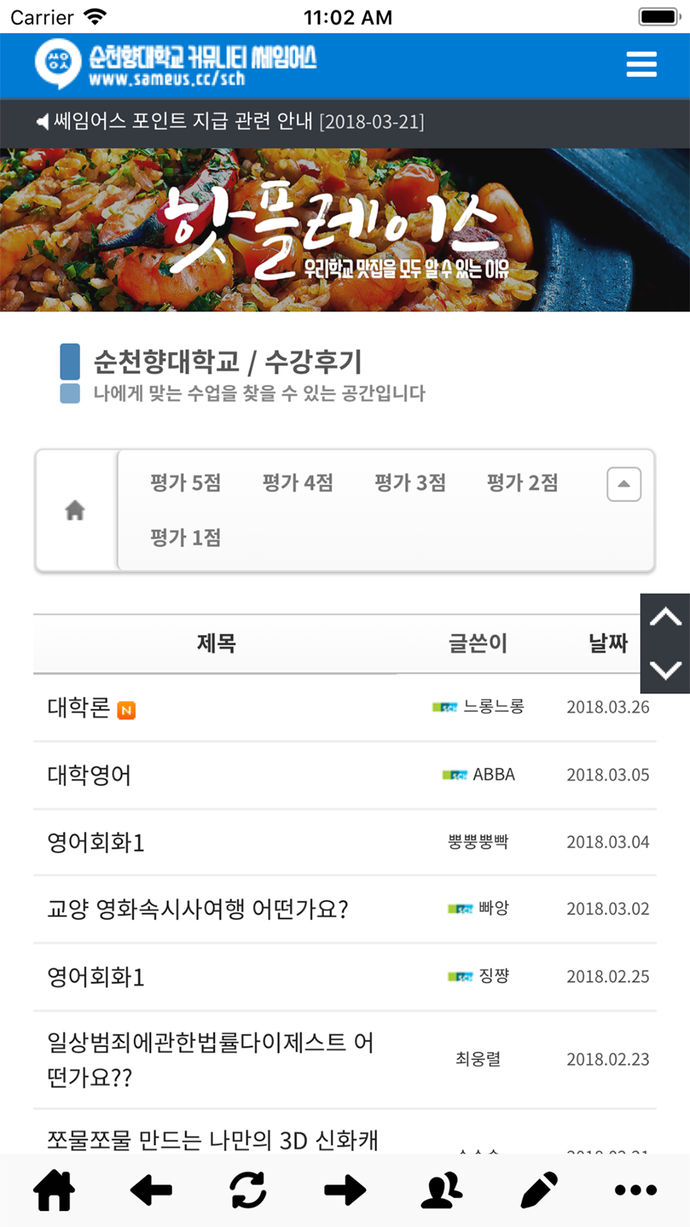 Carrier 11:02 AM
쌍잇
순천향대학교 커뮤니티 쎄임어스
www.sameus.cc/sch
쎄임어스 포인트 지급 관련 안내 [2018-03-21]
핫플레이스
우리학교 맛집을 모두 알 수 있는 이유
순천향대학교 / 수강후기
나에게 맞는 수업을 찾을 수 있는 공간입니다
평가 5점 평가 4점 평가 3점 평가 2점
평가 1점
제목 글쓴이 날짜
대학론 N SCH 느롱느롱 2018.03.26
대학영어 SCH ABBA 2018.03.05
영어회화1 뿡뿡뿡빡 2018.03.04
교양 영화속시사여행 어떤가요? SCH 빠앙 2018.03.02
영어회화1 SCH 징쨩 2018.02.25
일상범죄에관한법률다이제스트 어
떤가요?? 최웅렬 2018.02.23
쪼물쪼물 만드는 나만의 3D 신화캐